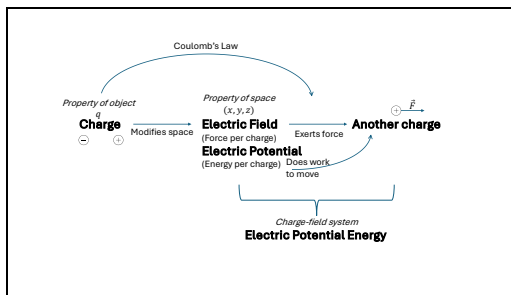 Coulomb's Law
Property of object
q
Charge
⊖ ⊕
Modifies space
Property of space
(x, y, z)
Electric Field
(Force per charge)
Electric Potential
(Energy per charge)
Exerts force
Does work
to move
⊕ F⃗
Another charge
Charge-field system
Electric Potential Energy